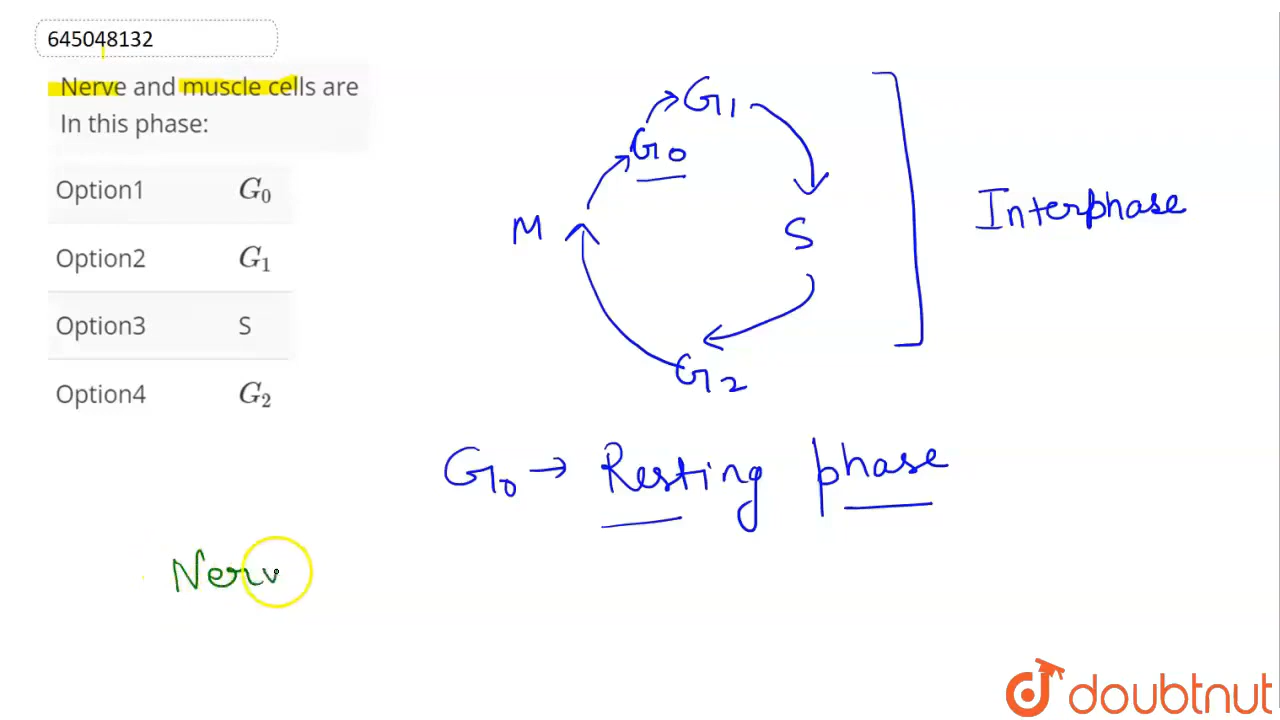 645048132
Nerve and muscle cells are
In this phase:
Option1 G0
Option2 G1
Option3 S
Option4 G2
G1
G0
M
S
G2
Interphase
G0 → Resting phase
Nerv
doubtnut